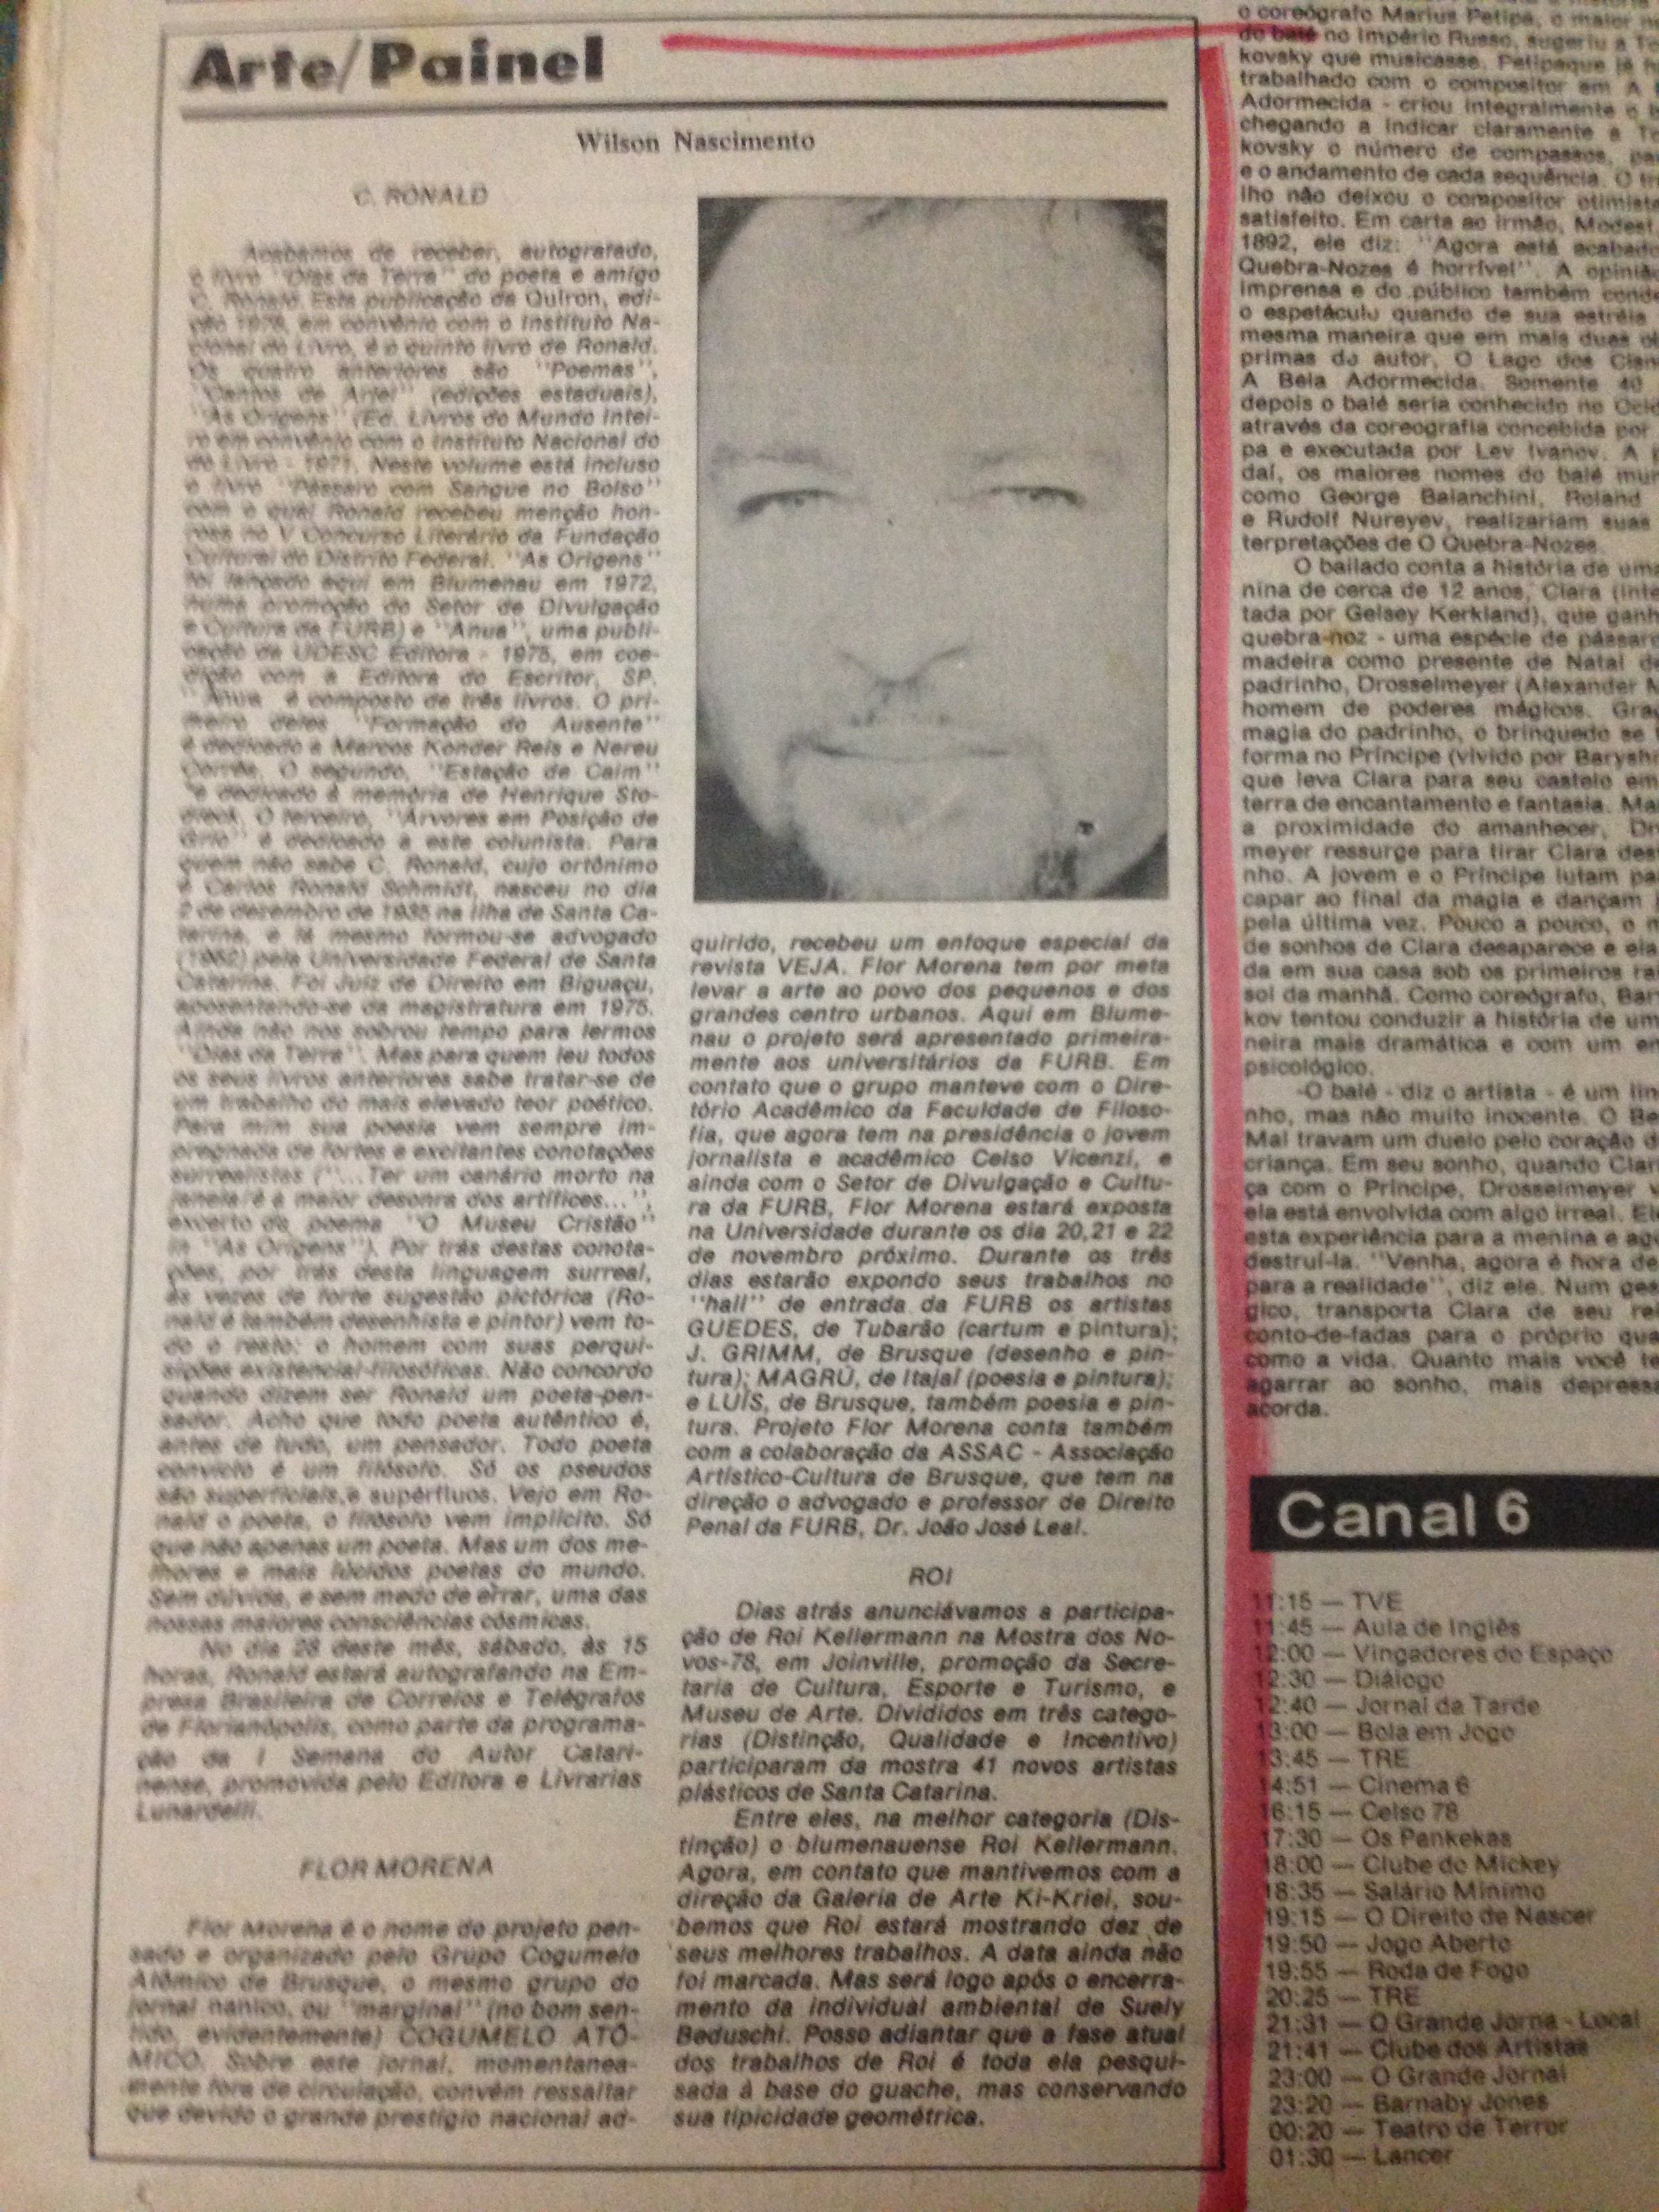 Arte/Painel
Wilson Nascimento
C. RONALD
Acabamos de receber, autografado,
o livro "Dias da Terra" do poeta e amigo
C. Ronald. Esta publicação da Quíron, edi-
ção 1978, em convênio com o Instituto Na-
cional do Livro, é o quinto livro de Ronald.
Os quatro anteriores são "Poemas",
"Cantos de Ariel" (edições estaduais),
"As Origens" (Ed. Livros do Mundo Intei-
ro em convênio com o Instituto Nacional do
do Livro - 1971. Neste volume está incluso
o livro "Pássaro com Sangue no Bolso"
com o qual Ronald recebeu menção hon-
rosa no V Concurso Literário da Fundação
Cultural do Distrito Federal. "As Origens"
foi lançado aqui em Blumenau em 1972,
numa promoção do Setor de Divulgação
e Cultura da FURB) e "Anua", uma publi-
cação da UDESC Editora - 1975, em coe-
dição com a Editora do Escritor, SP.
"Anua é composto de três livros. O pri-
meiro deles "Formação do Ausente"
é dedicado a Marcos Konder Reis e Nereu
Corrêa. O segundo, "Estação de Caim"
é dedicado à memória de Henrique Sto-
dieck. O terceiro, "Árvores em Posição de
Grito" é dedicado a este colunista. Para
quem não sabe C. Ronald, cujo ortônimo
é Carlos Ronald Schmidt, nasceu no dia
2 de dezembro de 1935 na Ilha de Santa Ca-
tarina, e lá mesmo formou-se advogado
(1962) pela Universidade Federal de Santa
Catarina. Foi Juiz de Direito em Biguaçu,
aposentando-se da magistratura em 1975.
Ainda não nos sobrou tempo para lermos
"Dias da Terra". Mas para quem leu todos
os seus livros anteriores sabe tratar-se de
um trabalho do mais elevado teor poético.
Para mim sua poesia vem sempre im-
pregnada de fortes e excitantes conotações
surrealistas ("...Ter um canário morto na
janela/é a maior desonra dos artífices...",
excerto do poema "O Museu Cristão"
in "As Origens"). Por trás destas conota-
ções, por trás desta linguagem surreal,
às vezes de forte sugestão pictórica (Ro-
nald é também desenhista e pintor) vem to-
do o resto: o homem com suas perqui-
sições existencial-filosóficas. Não concordo
quando dizem ser Ronald um poeta-pen-
sador. Acho que todo poeta autêntico é,
antes de tudo, um pensador. Todo poeta
convicto é um filósofo. Só os pseudos
são superficiais e supérfluos. Vejo em Ro-
nald o poeta, o filósofo vem implícito. Só
que não apenas um poeta. Mas um dos me-
lhores e mais lúcidos poetas do mundo.
Sem dúvida, e sem medo de errar, uma das
nossas maiores consciências cósmicas.
No dia 28 deste mês, sábado, às 15
horas, Ronald estará autografando na Em-
presa Brasileira de Correios e Telégrafos
de Florianópolis, como parte da programa-
ção da I Semana do Autor Catari-
nense, promovida pelo Editora e Livrarias
Lunardelli.
FLOR MORENA
Flor Morena é o nome do projeto pen-
sado e organizado pelo Grupo Cogumelo
Atômico de Brusque, o mesmo grupo do
jornal nanico, ou "marginal" (no bom sen-
tido, evidentemente) COGUMELO ATÔ-
MICO. Sobre este jornal, momentanea-
mente fora de circulação, convém ressaltar
que devido o grande prestígio nacional ad-
quirido, recebeu um enfoque especial da
revista VEJA. Flor Morena tem por meta
levar a arte ao povo dos pequenos e dos
grandes centro urbanos. Aqui em Blume-
nau o projeto será apresentado primeira-
mente aos universitários da FURB. Em
contato que o grupo manteve com o Dire-
tório Acadêmico da Faculdade de Filoso-
fia, que agora tem na presidência o jovem
jornalista e acadêmico Celso Vicenzi, e
ainda com o Setor de Divulgação e Cultu-
ra da FURB, Flor Morena estará exposta
na Universidade durante os dia 20,21 e 22
de novembro próximo. Durante os três
dias estarão expondo seus trabalhos no
"hall" de entrada da FURB os artistas
GUEDES, de Tubarão (cartum e pintura);
J. GRIMM, de Brusque (desenho e pin-
tura); MAGRÚ, de Itajaí (poesia e pintura);
e LUÍS, de Brusque, também poesia e pin-
tura. Projeto Flor Morena conta também
com a colaboração da ASSAC - Associação
Artístico-Cultura de Brusque, que tem na
direção o advogado e professor de Direito
Penal da FURB, Dr. João José Leal.
ROI
Dias atrás anunciávamos a participa-
ção de Roi Kellermann na Mostra dos No-
vos-78, em Joinville, promoção da Secre-
taria de Cultura, Esporte e Turismo, e
Museu de Arte. Divididos em três catego-
rias (Distinção, Qualidade e Incentivo)
participaram da mostra 41 novos artistas
plásticos de Santa Catarina.
Entre eles, na melhor categoria (Dis-
tinção) o blumenauense Roi Kellermann.
Agora, em contato que mantivemos com a
direção da Galeria de Arte Ki-Kriei, sou-
bemos que Roi estará mostrando dez de
seus melhores trabalhos. A data ainda não
foi marcada. Mas será logo após o encerra-
mento da individual ambiental de Suely
Beduschi. Posso adiantar que a fase atual
dos trabalhos de Roi é toda ela pesqui-
sada à base do guache, mas conservando
sua tipicidade geométrica.
o coreógrafo Marius Petipa, o maior
do balé no Império Russo, sugeriu a
kovsky que musicasse. Petipaque já
trabalhado com o compositor em A
Adormecida - criou integralmente o
chegando a indicar claramente a
kovsky o número de compassos,
e o andamento de cada sequência. O
lho não deixou o compositor otimista
satisfeito. Em carta ao irmão, Modest,
1892, ele diz: "Agora está acabado
Quebra-Nozes é horrível". A
imprensa e do público também
o espetáculo quando de sua estréia
mesma maneira que em mais duas
primas do autor, O Lago dos
A Bela Adormecida. Somente 40
depois o balé seria conhecido no
através da coreografia concebida por
pa e executada por Lev Ivanov. A
daí, os maiores nomes do balé
como George Balanchini, Roland
e Rudolf Nureyev, realizariam suas
terpretações de O Quebra-Nozes.
O bailado conta a história de uma
nina de cerca de 12 anos, Clara
tada por Gelsey Kerkland), que
quebra-noz - uma espécie de
madeira como presente de Natal
padrinho, Drosselmeyer (Alexander
homem de poderes mágicos.
magia do padrinho, o brinquedo se
forma no Príncipe (vivido por
que leva Clara para seu castelo em
terra de encantamento e fantasia.
a proximidade do amanhecer,
meyer ressurge para tirar Clara
nho. A jovem e o Príncipe lutam
capar ao final da magia e dançam
pela última vez. Pouco a pouco, o
de sonhos de Clara desaparece e ela
da em sua casa sob os primeiros
sol da manhã. Como coreógrafo,
kov tentou conduzir a história de
neira mais dramática e com um
psicológico.
-O balé - diz o artista - é um
nho, mas não muito inocente. O
Mal travam um duelo pelo coração
criança. Em seu sonho, quando
ça com o Príncipe, Drosselmeyer
ela está envolvida com algo irreal.
esta experiência para a menina e
destruí-la. "Venha, agora é hora de
para a realidade", diz ele. Num
gico, transporta Clara de seu
conto-de-fadas para o próprio
como a vida. Quanto mais você
agarrar ao sonho, mais depressa
acorda.
Canal 6
11:15 — TVE
11:45 — Aula de Inglês
12:00 — Vingadores do Espaço
12:30 — Diálogo
12:40 — Jornal da Tarde
13:00 — Bola em Jogo
13:45 — TRE
14:51 — Cinema 6
16:15 — Celso 78
17:30 — Os Pankekas
18:00 — Clube do Mickey
18:35 — Salário Mínimo
19:15 — O Direito de Nascer
19:50 — Jogo Aberto
19:55 — Roda de Fogo
20:25 — TRE
21:31 — O Grande Jorna - Local
21:41 — Clube dos Artistas
23:00 — O Grande Jornal
23:20 — Barnaby Jones
00:20 — Teatro de Terror
01:30 — Lancer